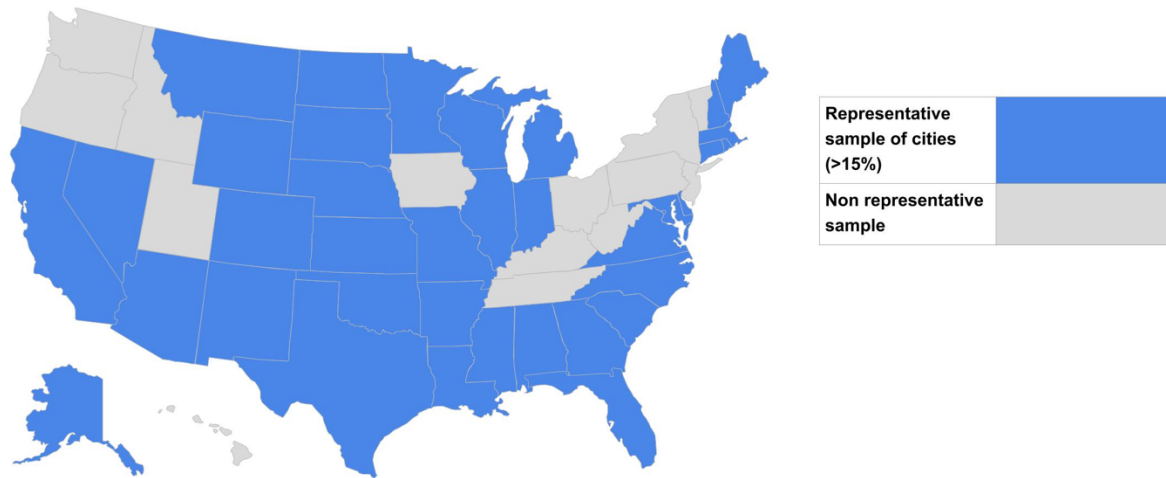 Representative
sample of cities
(>15%)
Non representative
sample